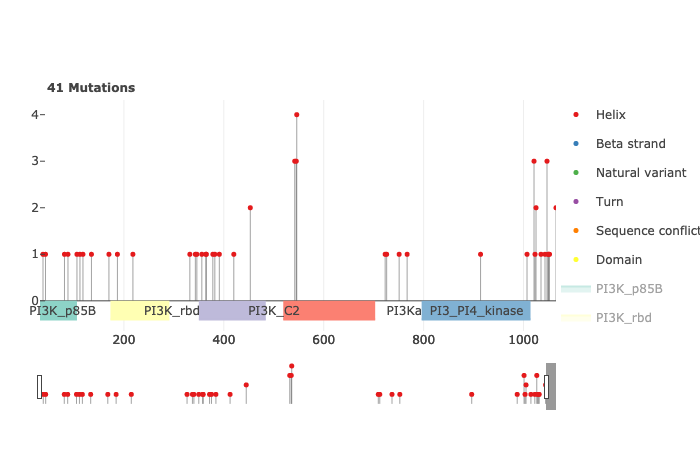 41 Mutations
4
3
2
1
0
PI3K_p85B
PI3K_rbd
PI3K_C2
PI3Ka
PI3_PI4_kinase
200
400
600
800
1000
Helix
Beta strand
Natural variant
Turn
Sequence conflict
Domain
PI3K_p85B
PI3K_rbd